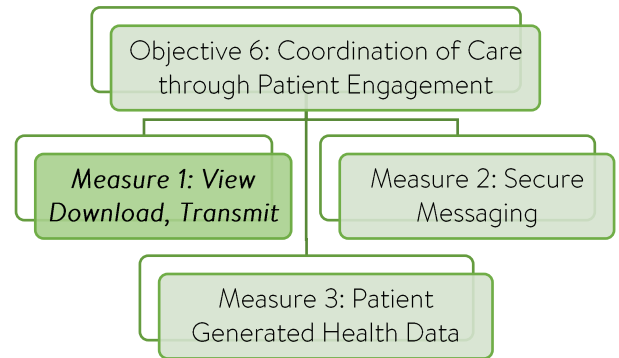 Objective 6: Coordination of Care
through Patient Engagement
Measure 1: View
Download, Transmit
Measure 2: Secure
Messaging
Measure 3: Patient
Generated Health Data